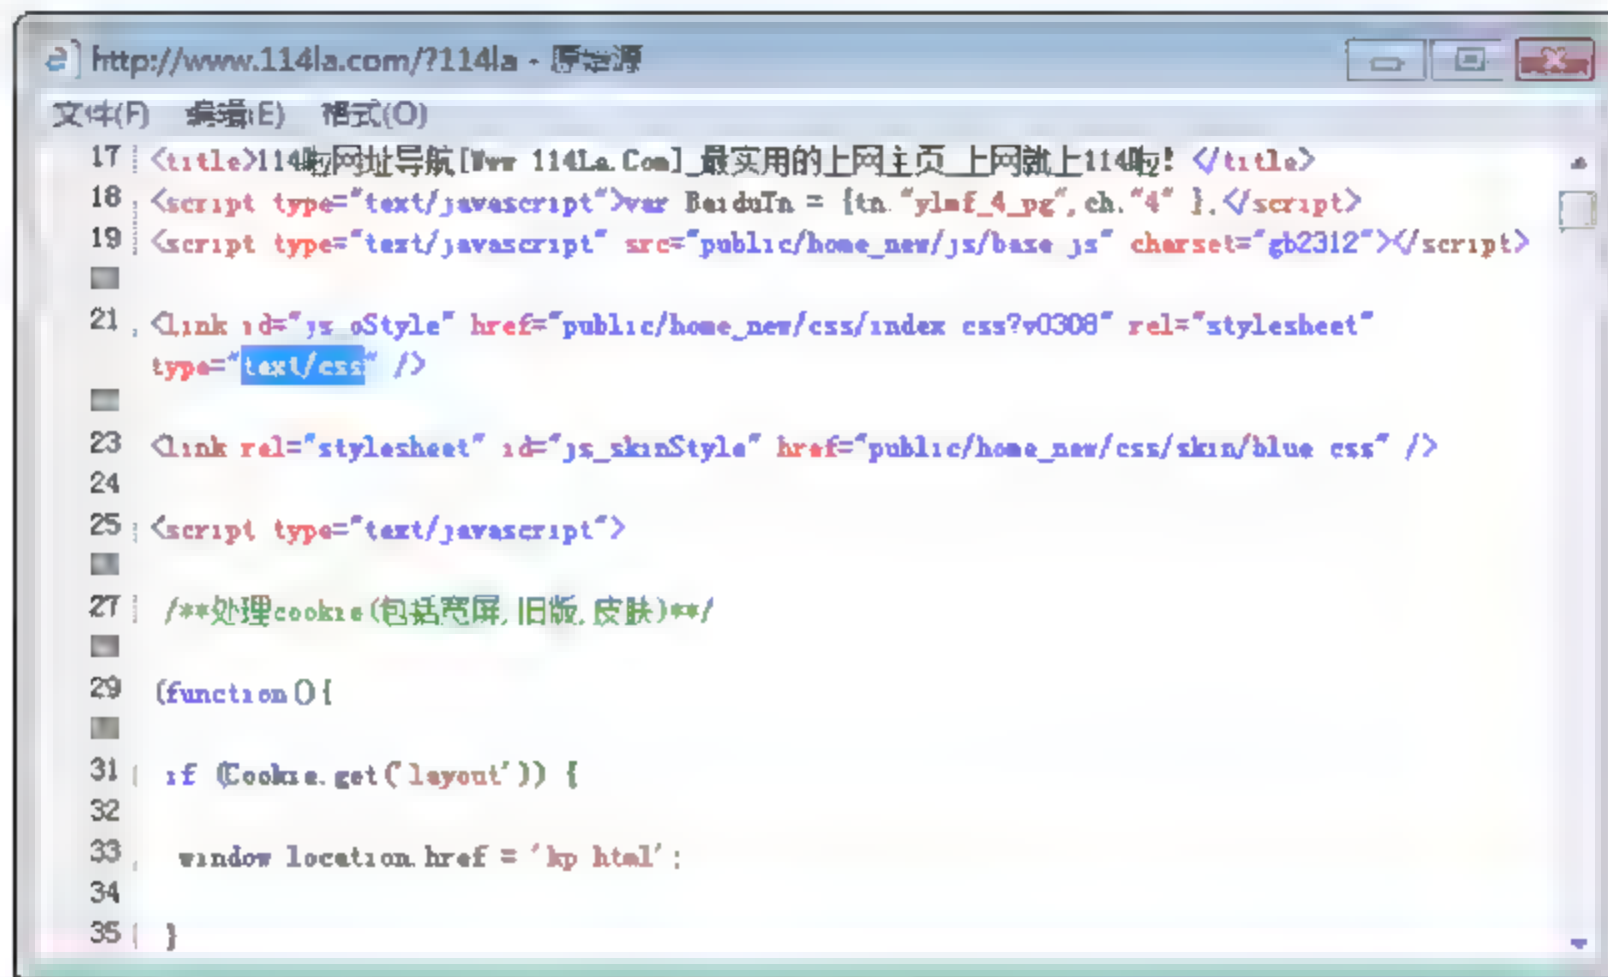 http://www.114la.com/?114la - 原始源
文件(F) 编辑(E) 格式(O)
17 <title>114啦网址导航[Www 114La.Com]_最实用的上网主页_上网就上114啦! </title>
18 <script type="text/javascript">var BaiduTn = {tn "ylmf_4_pg",ch."4" }.</script>
19 <script type="text/javascript" src="public/home_new/js/base js" charset="gb2312"></script>
21 <link id="js_oStyle" href="public/home_new/css/index css?v0308" rel="stylesheet"
type="text/css" />
23 <link rel="stylesheet" id="js_skinStyle" href="public/home_new/css/skin/blue css" />
24
25 <script type="text/javascript">
27 /**处理cookie(包括宽屏,旧版,皮肤)**/
29 (function(){
31 if (Cookie.get('layout')) {
32
33 window location.href = 'kp html';
34
35 }